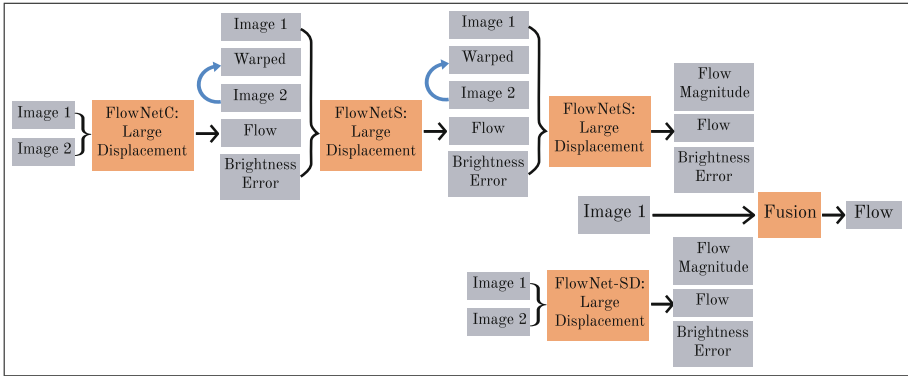 Image 1
Image 2
FlowNetC:
Large
Displacement
Image 1
Warped
Image 2
Flow
Brightness
Error
FlowNetS:
Large
Displacement
Image 1
Warped
Image 2
Flow
Brightness
Error
FlowNetS:
Large
Displacement
Flow
Magnitude
Flow
Brightness
Error
Image 1
Fusion
Flow
Image 1
Image 2
FlowNet-SD:
Large
Displacement
Flow
Magnitude
Flow
Brightness
Error